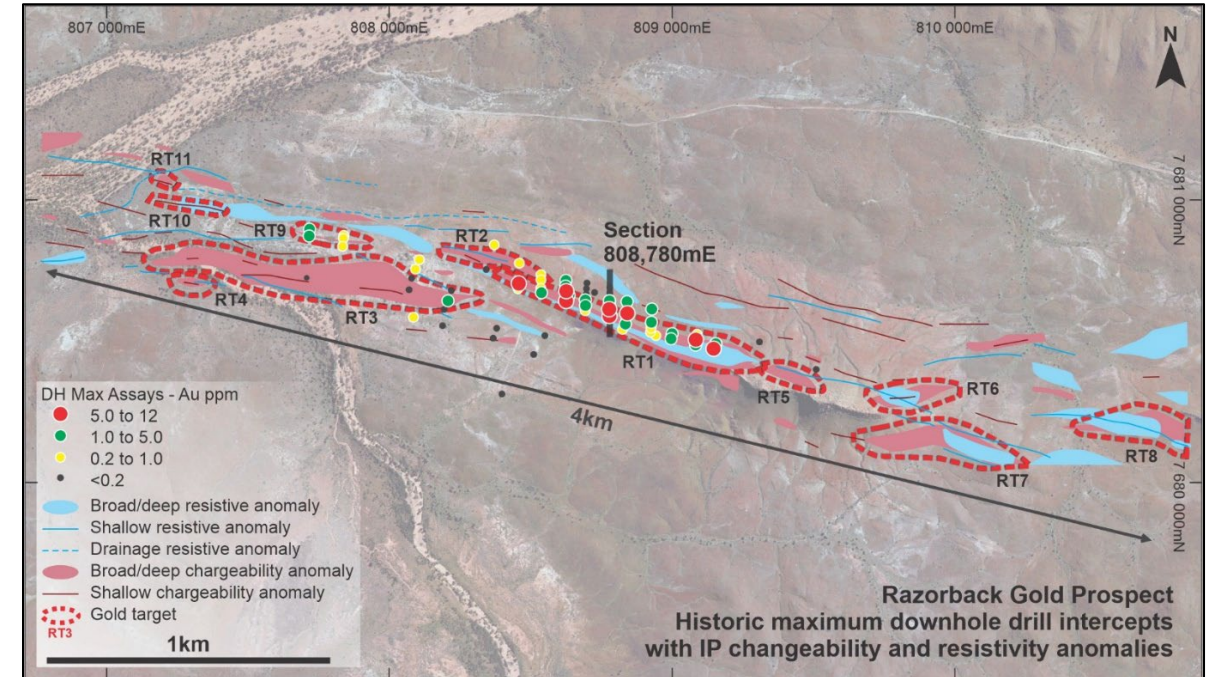 807 000mE
808 000mE
809 000mE
810 000mE
N
7 681 000mN
RT11
RT10
RT9
RT2
Section
808,780mE
RT4
RT3
RT1
RT5
RT6
RT7
RT8
7 680 000mN
4km
DH Max Assays - Au ppm
5.0 to 12
1.0 to 5.0
0.2 to 1.0
<0.2
Broad/deep resistive anomaly
Shallow resistive anomaly
Drainage resistive anomaly
Broad/deep chargeability anomaly
Shallow chargeability anomaly
Gold target
RT3
1km
Razorback Gold Prospect
Historic maximum downhole drill intercepts
with IP changeability and resistivity anomalies